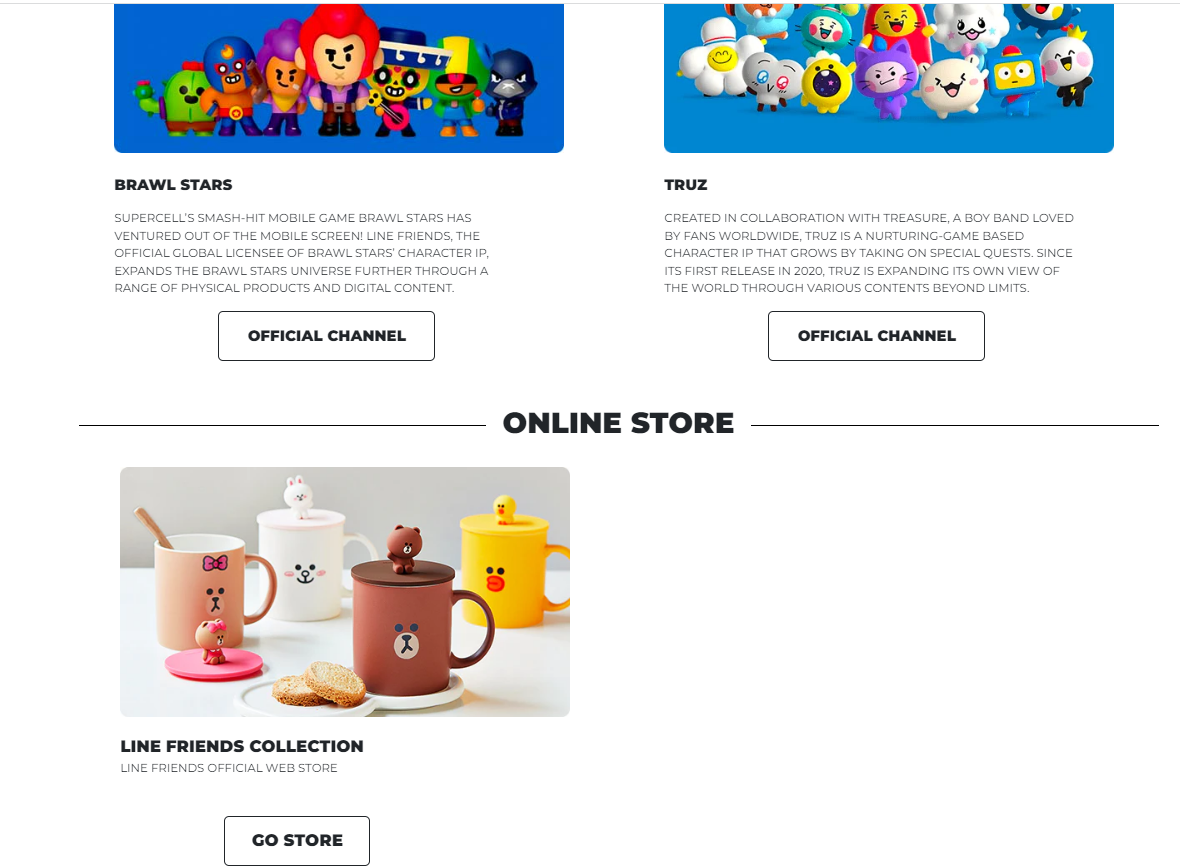 BRAWL STARS
SUPERCELL'S SMASH-HIT MOBILE GAME BRAWL STARS HAS
VENTURED OUT OF THE MOBILE SCREEN! LINE FRIENDS, THE
OFFICIAL GLOBAL LICENSEE OF BRAWL STARS' CHARACTER IP,
EXPANDS THE BRAWL STARS UNIVERSE FURTHER THROUGH A
RANGE OF PHYSICAL PRODUCTS AND DIGITAL CONTENT.
OFFICIAL CHANNEL
TRUZ
CREATED IN COLLABORATION WITH TREASURE, A BOY BAND LOVED
BY FANS WORLDWIDE, TRUZ IS A NURTURING-GAME BASED
CHARACTER IP THAT GROWS BY TAKING ON SPECIAL QUESTS. SINCE
ITS FIRST RELEASE IN 2020, TRUZ IS EXPANDING ITS OWN VIEW OF
THE WORLD THROUGH VARIOUS CONTENTS BEYOND LIMITS.
OFFICIAL CHANNEL
ONLINE STORE
LINE FRIENDS COLLECTION
LINE FRIENDS OFFICIAL WEB STORE
GO STORE